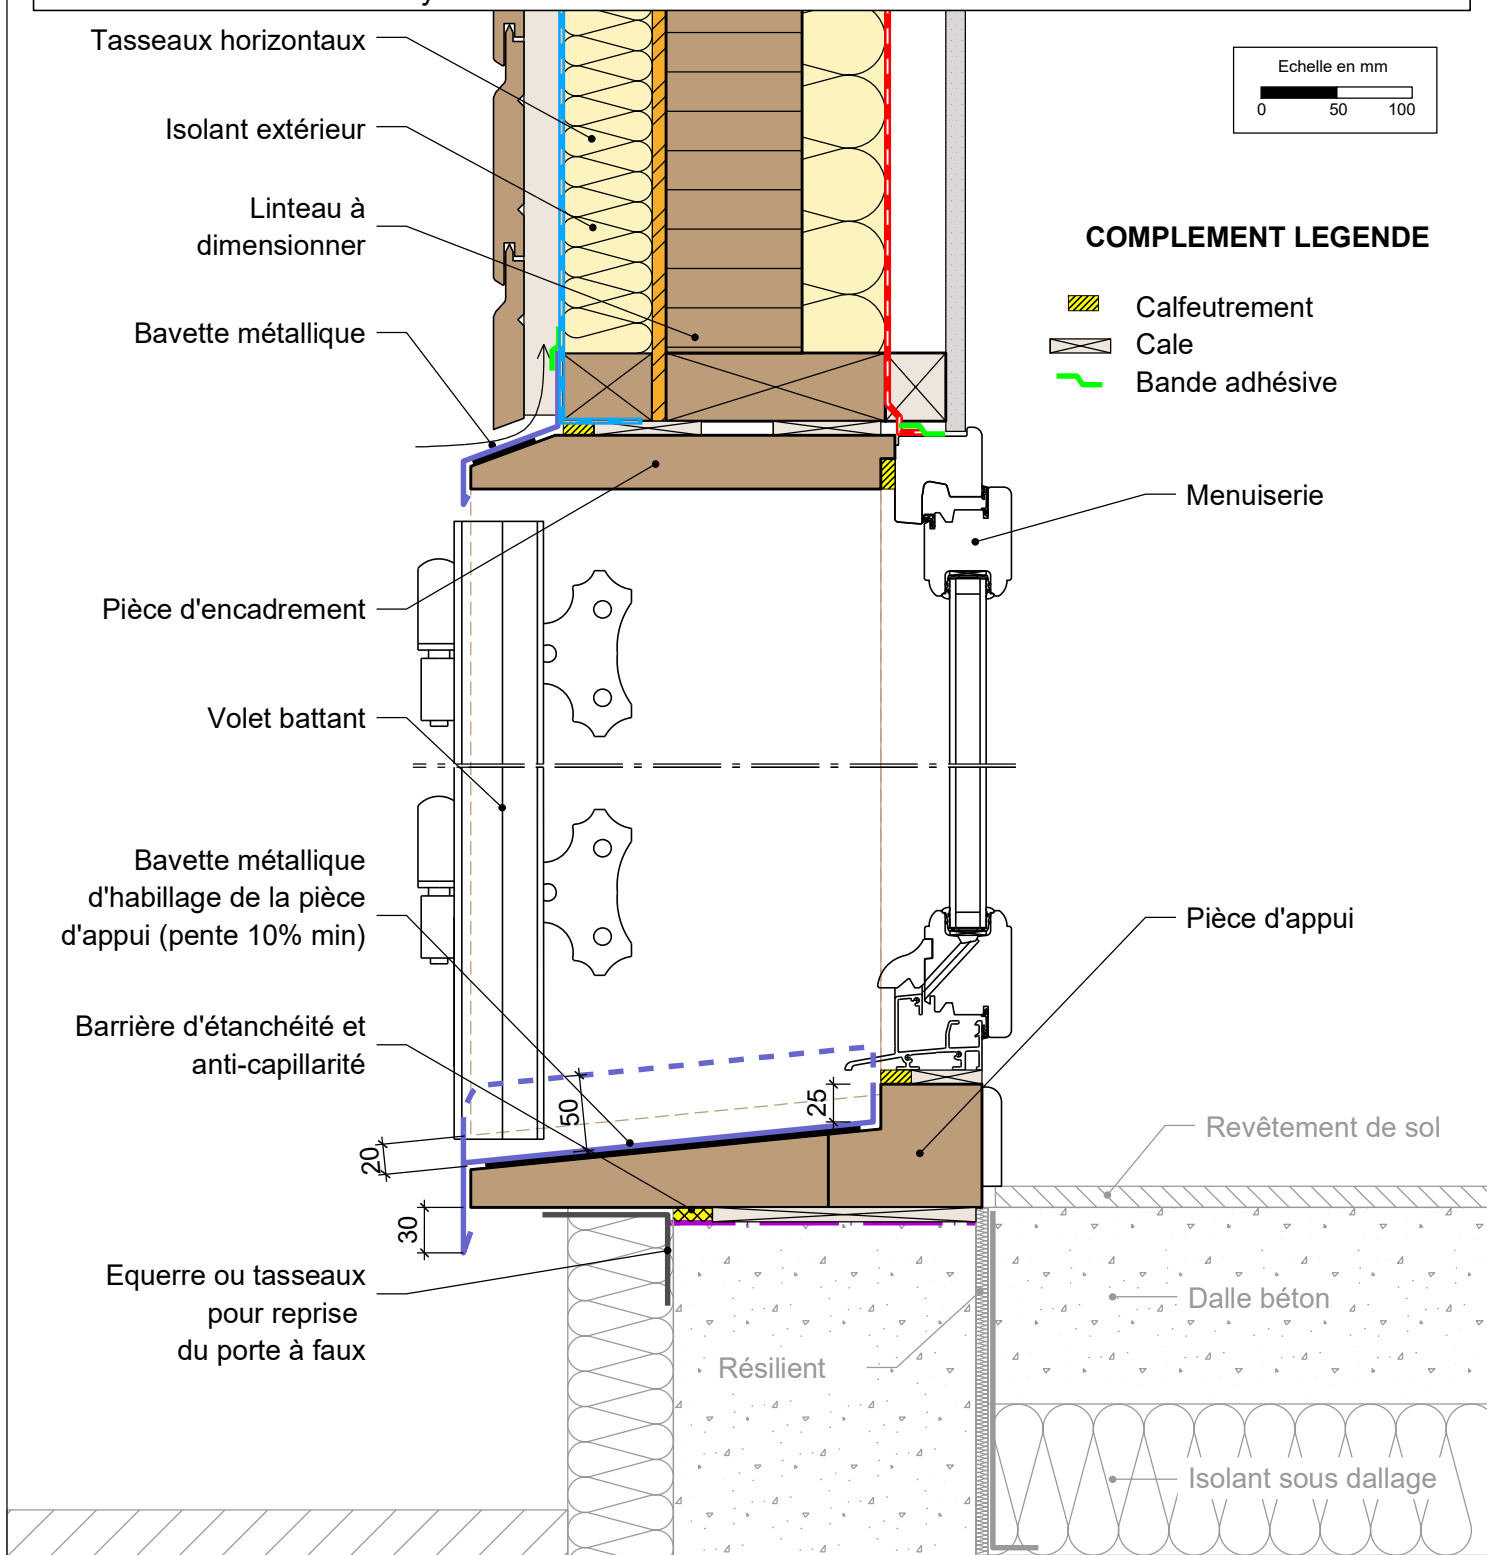 Tasseaux horizontaux
Echelle en mm
0 50 100
Isolant extérieur
Linteau à
dimensionner
COMPLEMENT LEGENDE
Calfeutrement
Cale
Bande adhésive
Bavette métallique
Menuiserie
Pièce d'encadrement
Volet battant
Bavette métallique
d'habillage de la pièce
d'appui (pente 10% min)
Pièce d'appui
Barrière d'étanchéité et
anti-capillarité
50
25
20
30
Revêtement de sol
Equerre ou tasseaux
pour reprise
du porte à faux
Dalle béton
Résilient
Isolant sous dallage